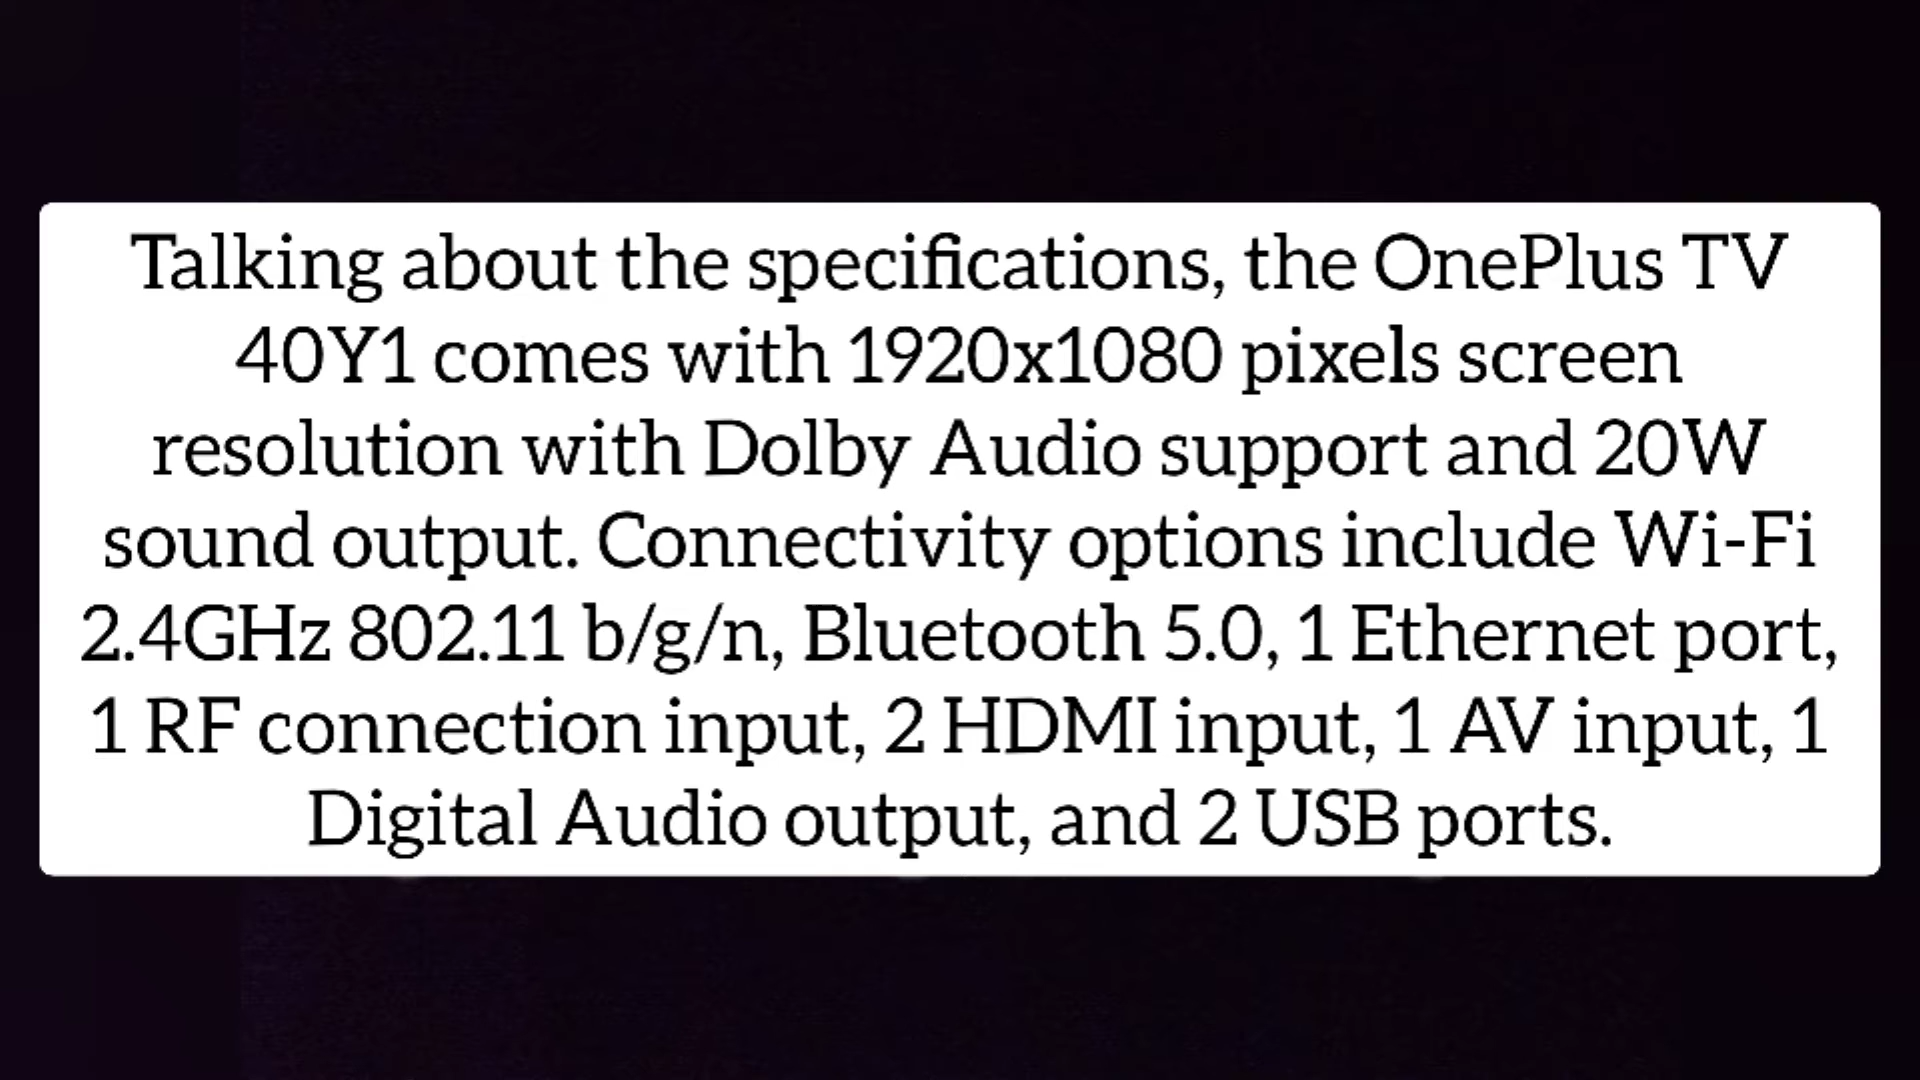 Talking about the specifications, the OnePlus TV
40Y1 comes with 1920x1080 pixels screen
resolution with Dolby Audio support and 20W
sound output. Connectivity options include Wi-Fi
2.4GHz 802.11 b/g/n, Bluetooth 5.0, 1 Ethernet port,
1 RF connection input, 2 HDMI input, 1 AV input, 1
Digital Audio output, and 2 USB ports.